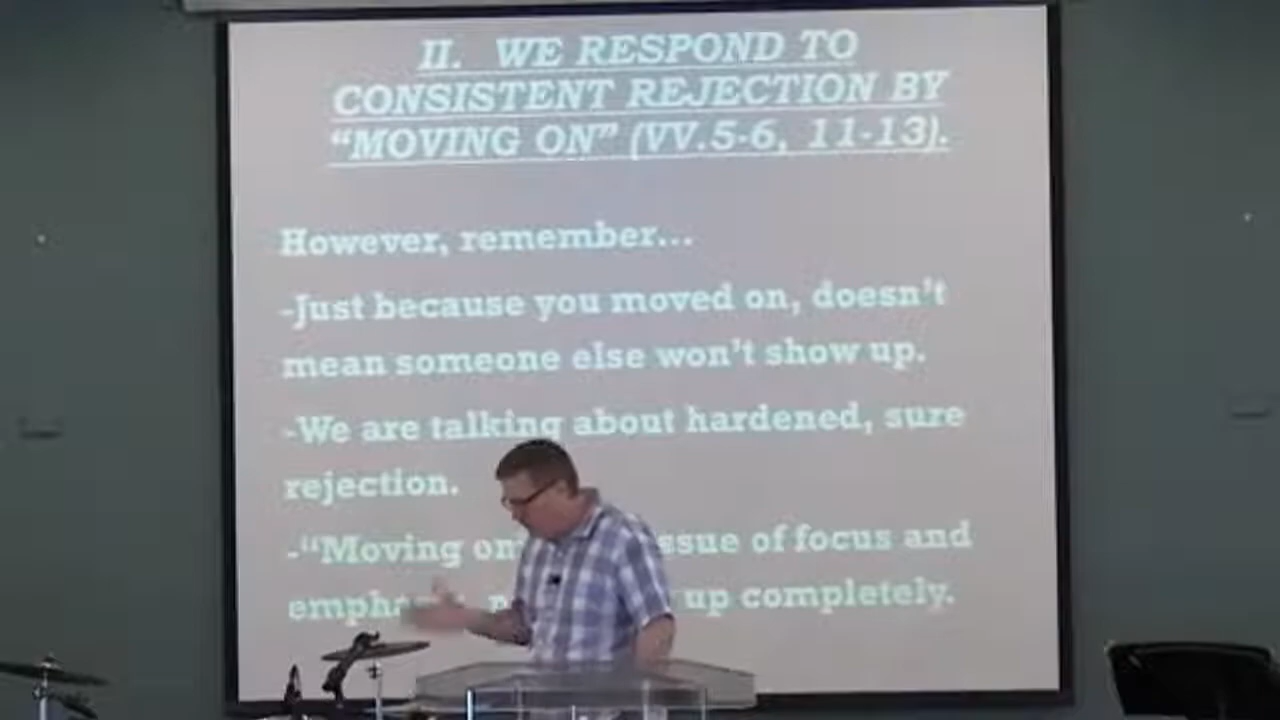 II. WE RESPOND TO
CONSISTENT REJECTION BY
“MOVING ON” (VV.5-6, 11-13).
However, remember...
-Just because you moved on, doesn't
mean someone else won't show up.
-We are talking about hardened, sure
rejection.
-“Moving on of focus and
up completely.